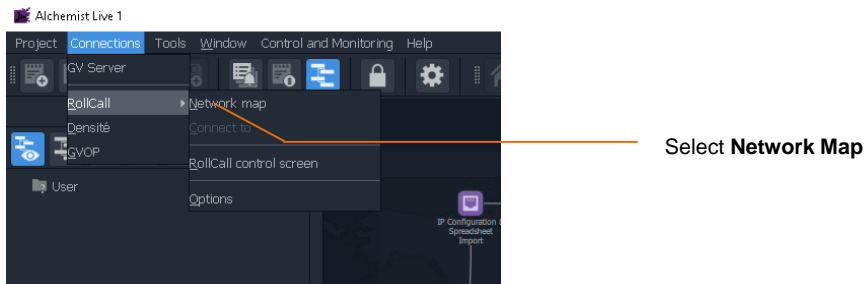 Alchemist Live 1
Project Connections Tools Window Control and Monitoring Help
GV Server
RollCall Network map
Densité Connect to
GVOP
RollCall control screen
User
Options
Select Network Map
IP Configuration &
Spreadsheet
Import